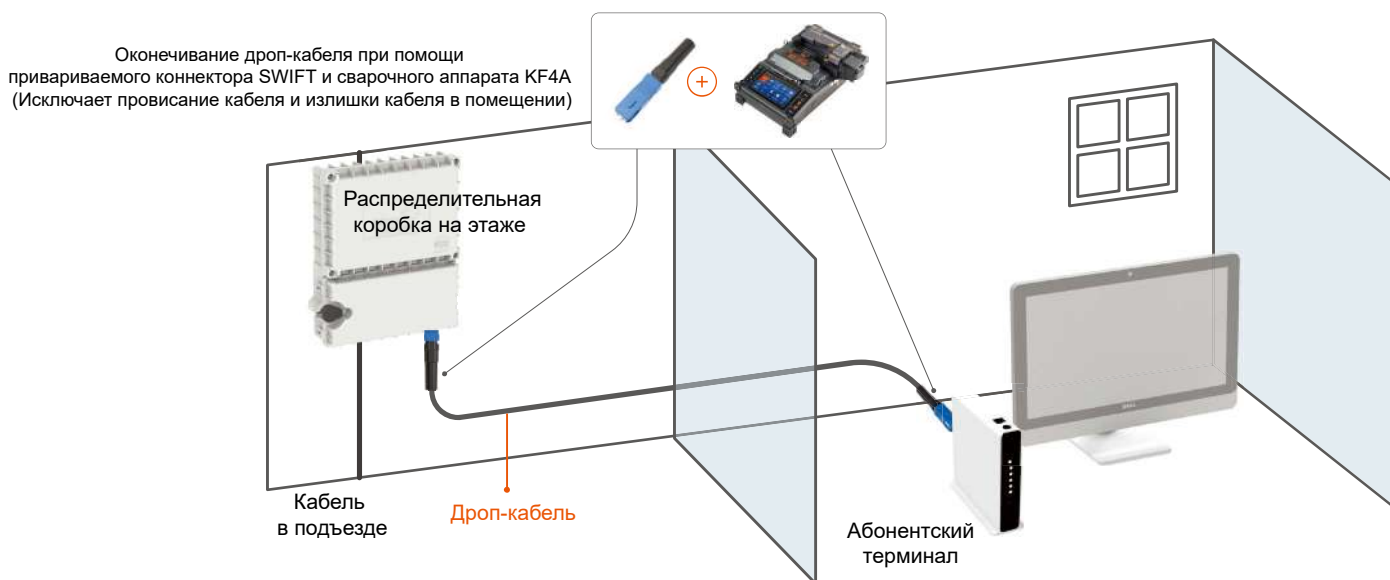 Оконечивание дроп-кабеля при помощи
привариваемого коннектора SWIFT и сварочного аппарата KF4A
(Исключает провисание кабеля и излишки кабеля в помещении)
Распределительная
коробка на этаже
Кабель
в подъезде
Дроп-кабель
Абонентский
терминал